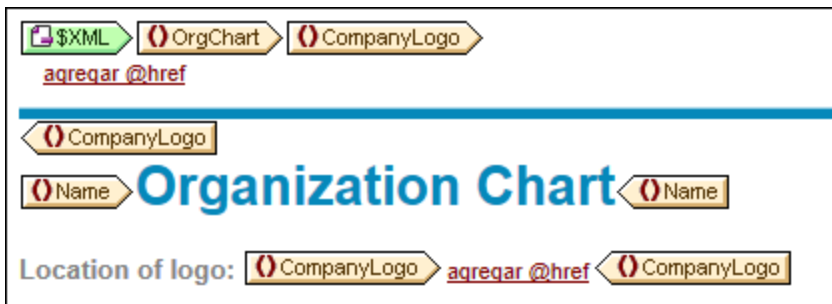 $XML () OrgChart () CompanyLogo
agregar @href
() CompanyLogo
() Name Organization Chart () Name
Location of logo: () CompanyLogo agregar @href () CompanyLogo